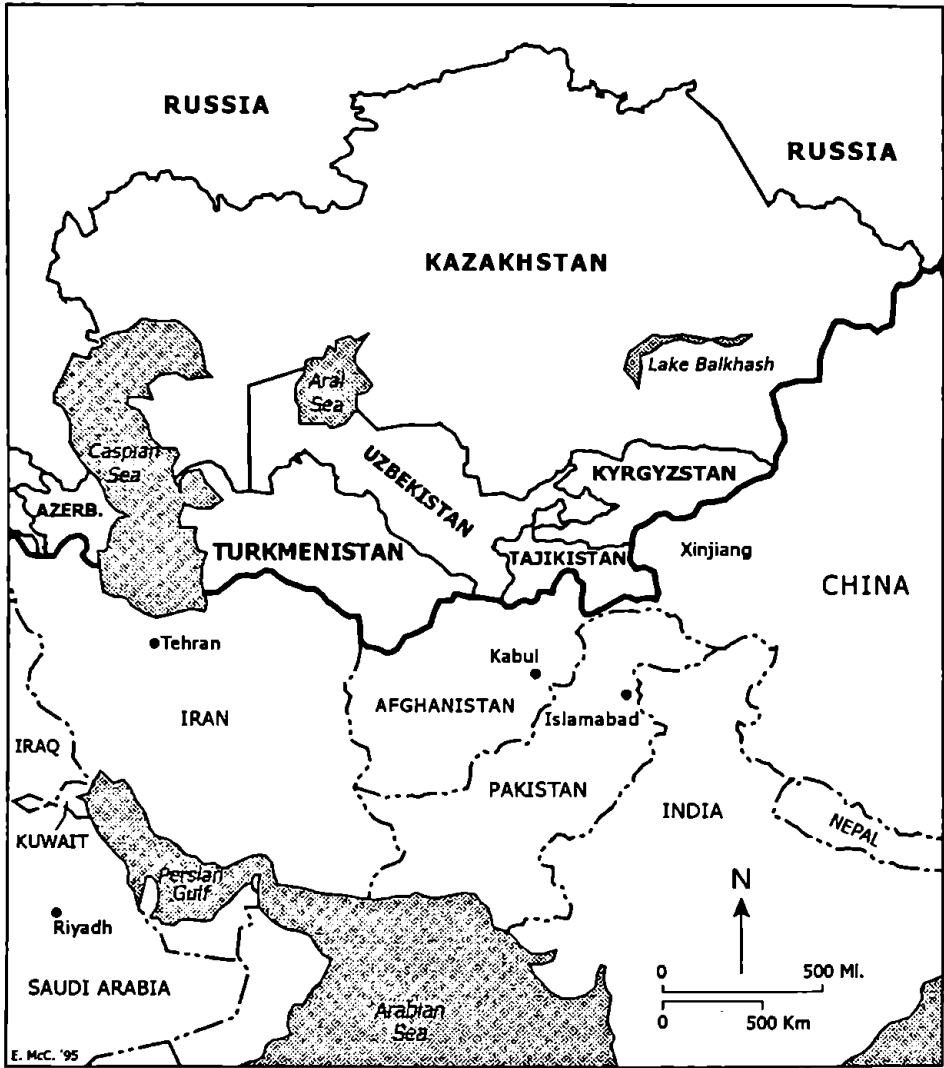 RUSSIA
RUSSIA
KAZAKHSTAN
Aral
Sea
Lake Balkhash
Caspian
Sea
UZBEKISTAN
KYRGYZSTAN
AZERB.
TURKMENISTAN
TAJIKISTAN
Xinjiang
CHINA
Tehran
Kabul
IRAN
AFGHANISTAN
Islamabad
IRAQ
PAKISTAN
INDIA
NEPAL
KUWAIT
Persian
Gulf
N
Riyadh
SAUDI ARABIA
0 500 Mi.
0 500 Km
Arabian
Sea
E. McC. '95